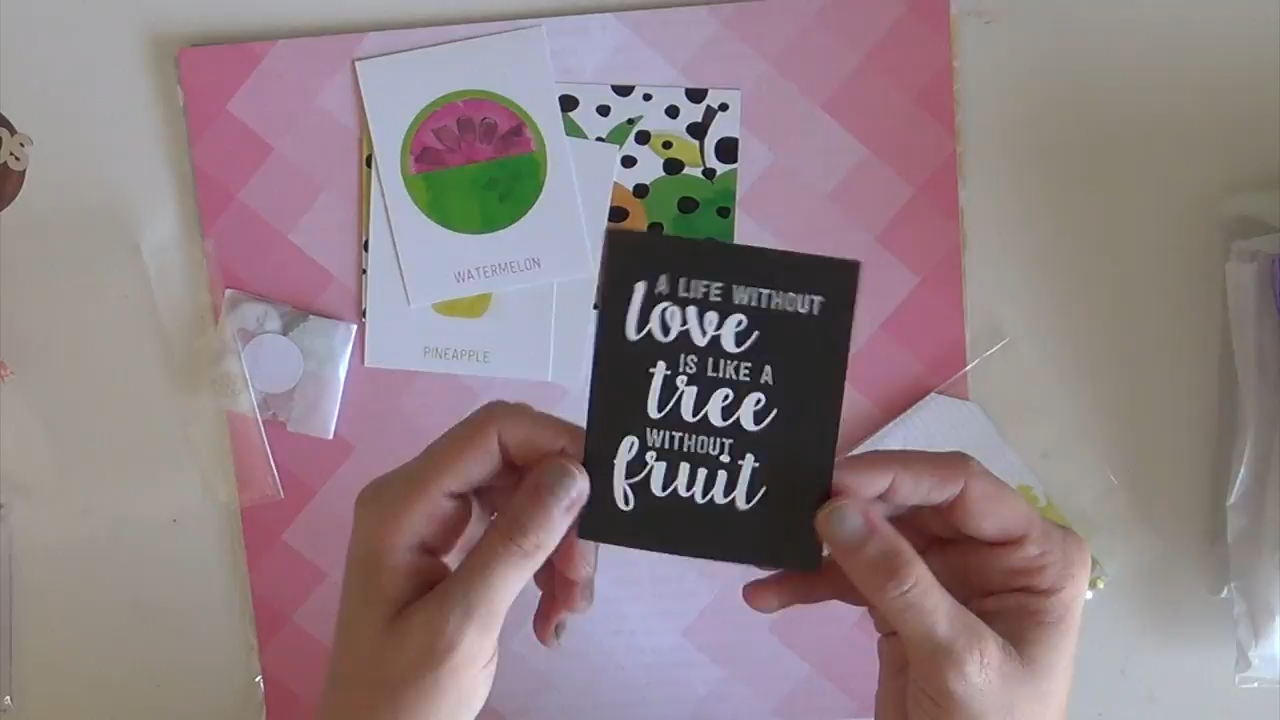 WATERMELON
PINEAPPLE
A LIFE WITHOUT
love
IS LIKE A
tree
WITHOUT
fruit